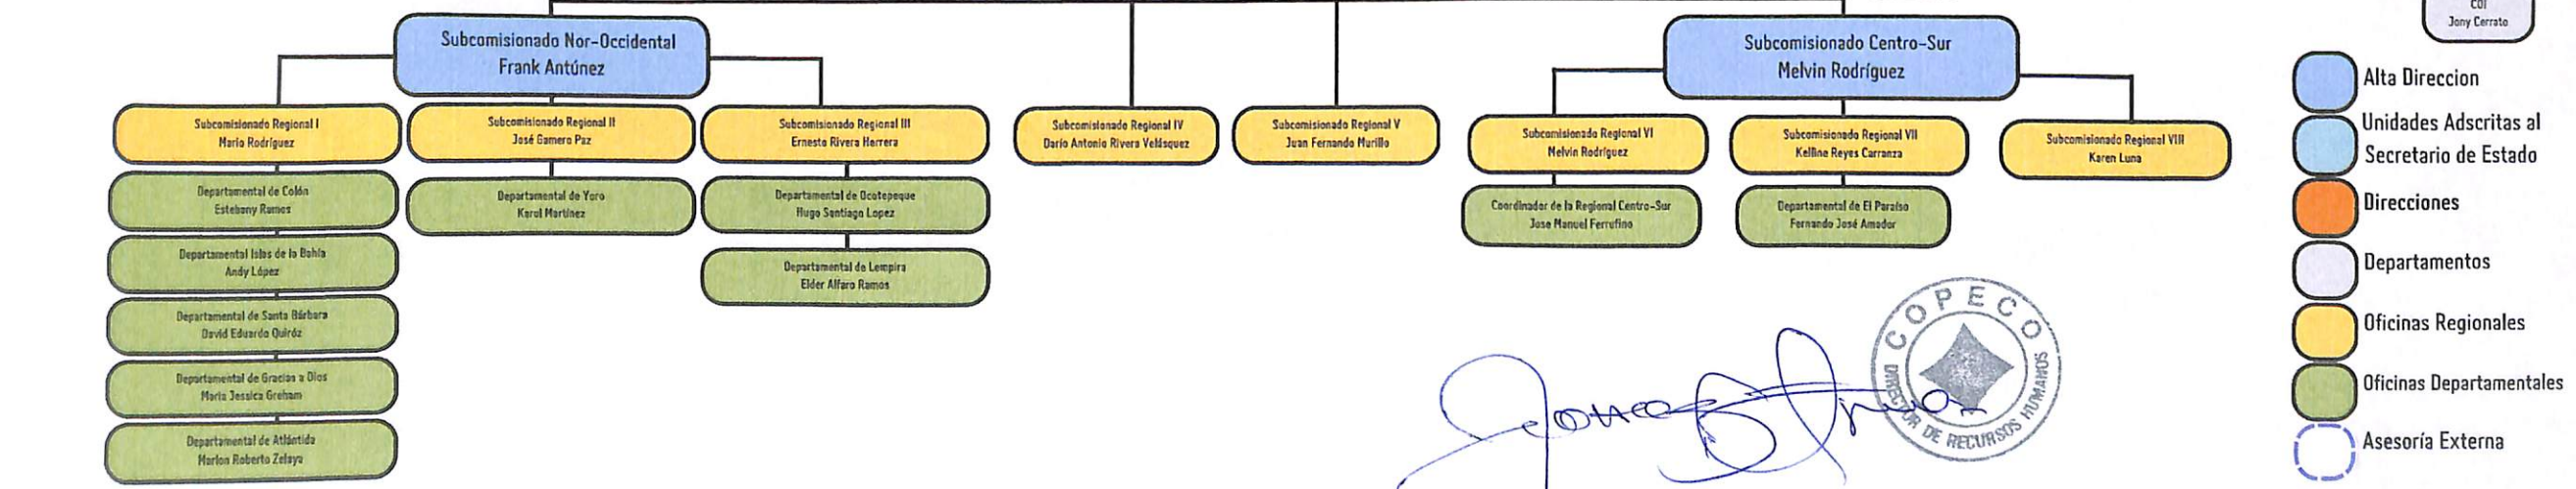 COI
Jony Cerrato
Subcomisionado Nor-Occidental
Frank Antúnez
Subcomisionado Centro-Sur
Melvin Rodríguez
Subcomisionado Regional I
Mario Rodríguez
Subcomisionado Regional II
José Gamero Paz
Subcomisionado Regional III
Ernesto Rivera Herrera
Subcomisionado Regional IV
Darío Antonio Rivera Velásquez
Subcomisionado Regional V
Juan Fernando Murillo
Subcomisionado Regional VI
Melvin Rodríguez
Subcomisionado Regional VII
Kelline Reyes Carranza
Subcomisionado Regional VIII
Karen Luna
Departamental de Colón
Estebany Ramos
Departamental Islas de la Bahía
Andy López
Departamental de Santa Bárbara
David Eduardo Quiróz
Departamental de Gracias a Dios
María Jessica Greham
Departamental de Atlántida
Marlon Roberto Zelaya
Departamental de Yoro
Karol Martínez
Departamental de Ocotepeque
Hugo Santiago Lopez
Departamental de Lempira
Elder Alfaro Ramos
Coordinador de la Regional Centro-Sur
Jose Manuel Ferrufino
Departamental de El Paraíso
Fernando José Amador
COPECO
DIRECTOR DE RECURSOS HUMANOS
Alta Direccion
Unidades Adscritas al
Secretario de Estado
Direcciones
Departamentos
Oficinas Regionales
Oficinas Departamentales
Asesoría Externa